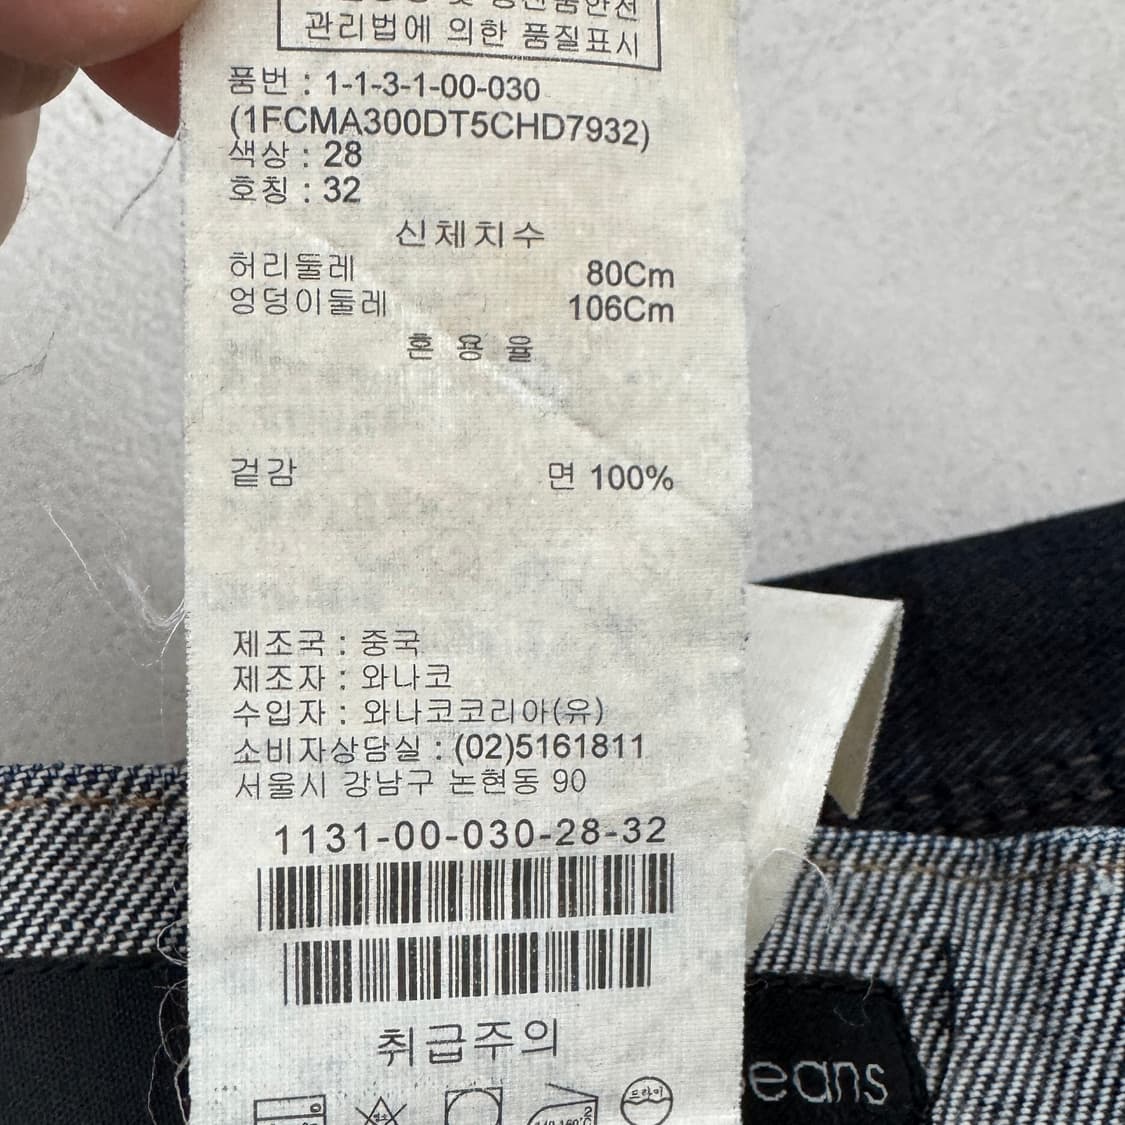 관리법에 의한 품질표시
품번 : 1-1-3-1-00-030
(1FCMA300DT5CHD7932)
색상 : 28
호칭 : 32
신체치수
허리둘레 80Cm
엉덩이둘레 106Cm
혼 용 율
겉감 면 100%
제조국 : 중국
제조자 : 와나코
수입자 : 와나코코리아(유)
소비자상담실 : (02)5161811
서울시 강남구 논현동 90
1131-00-030-28-32
취급주의
드라이
eans